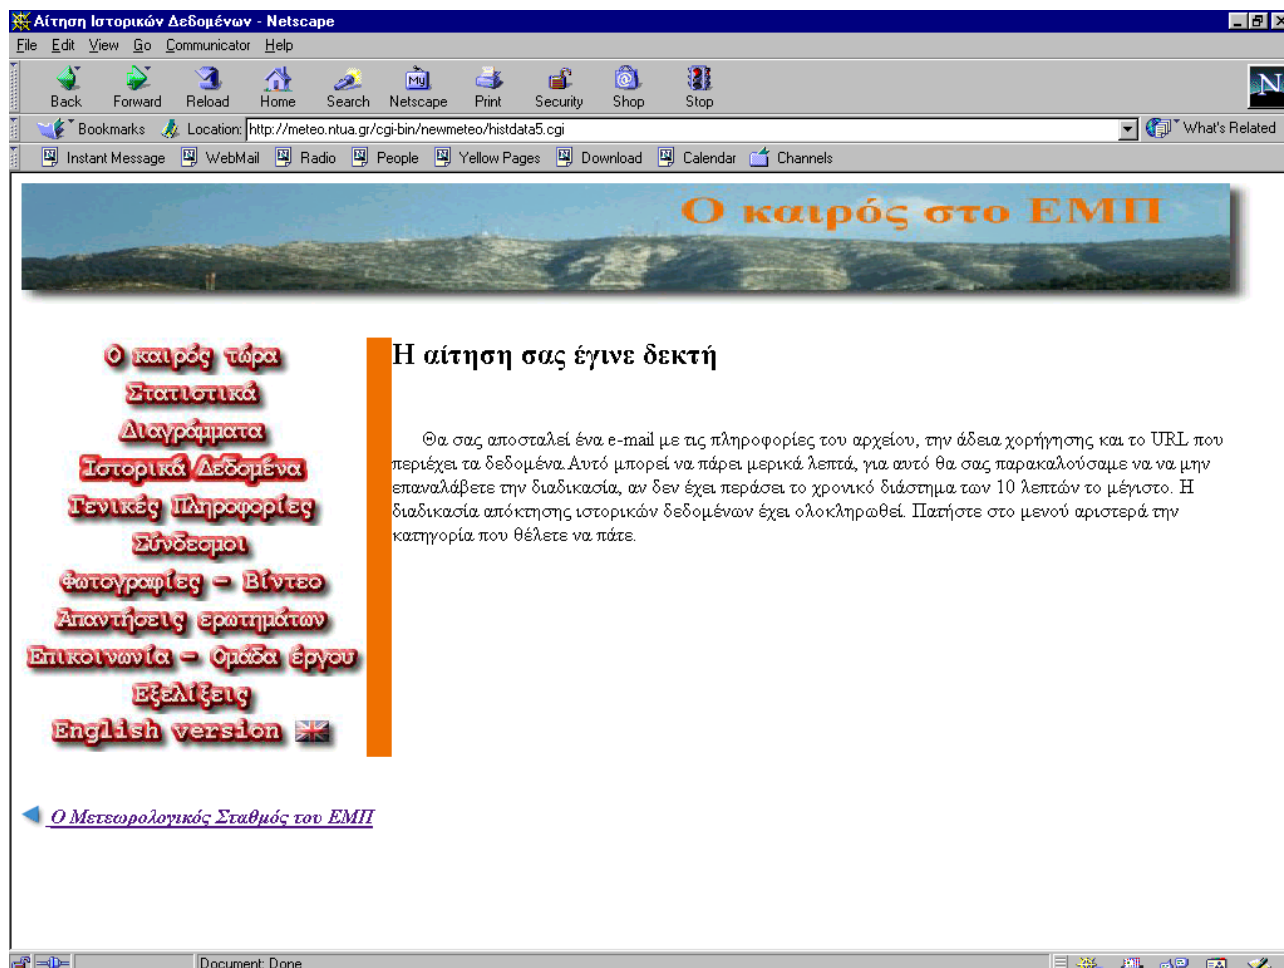 Αίτηση Ιστορικών Δεδομένων - Netscape
File Edit View Go Communicator Help
Back Forward Reload Home Search Netscape Print Security Shop Stop
Bookmarks Location: http://meteo.ntua.gr/cgi-bin/newmeteo/histdata5.cgi What's Related
Instant Message WebMail Radio People Yellow Pages Download Calendar Channels
Ο καιρός στο ΕΜΠ
Ο καιρός τώρα
Στατιστικά
Διαγράμματα
Ιστορικά Δεδομένα
Γενικές Πληροφορίες
Σύνδεσμοι
Φωτογραφίες - Βίντεο
Απαντήσεις ερωτημάτων
Επικοινωνία - Ομάδα έργου
Εξελίξεις
English version
Ο Μετεωρολογικός Σταθμός του ΕΜΠ
Η αίτηση σας έγινε δεκτή
Θα σας αποσταλεί ένα e-mail με τις πληροφορίες του αρχείου, την άδεια χορήγησης και το URL που
περιέχει τα δεδομένα.Αυτό μπορεί να πάρει μερικά λεπτά, για αυτό θα σας παρακαλούσαμε να να μην
επαναλάβετε την διαδικασία, αν δεν έχει περάσει το χρονικό διάστημα των 10 λεπτών το μέγιστο. Η
διαδικασία απόκτησης ιστορικών δεδομένων έχει ολοκληρωθεί. Πατήστε στο μενού αριστερά την
κατηγορία που θέλετε να πάτε.
Document: Done